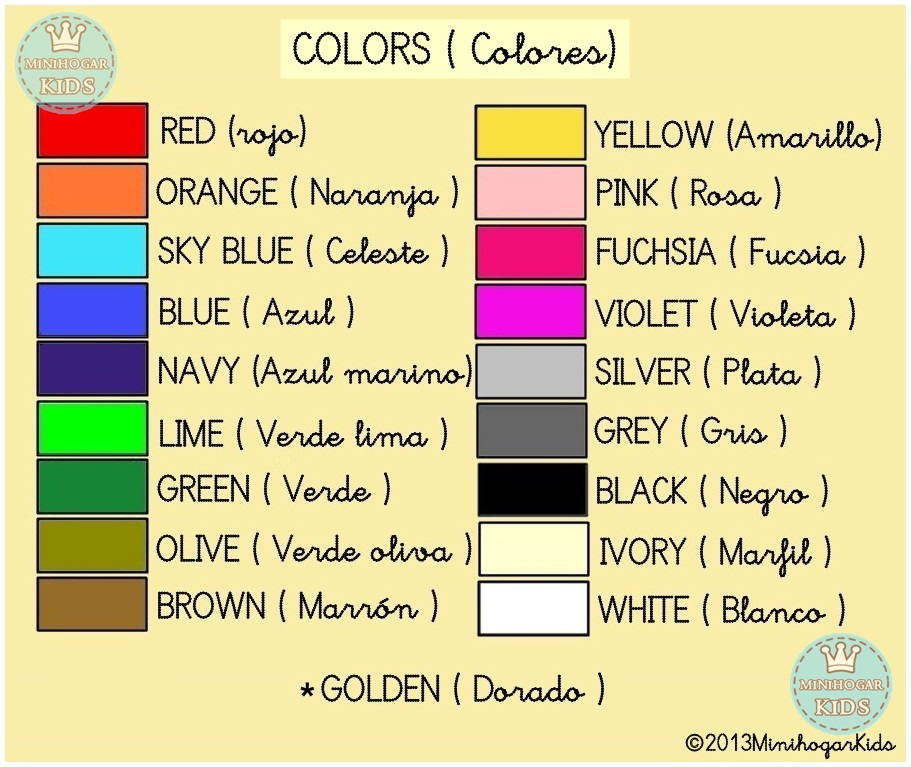 MINIHOGAR
KIDS
COLORS ( Colores)
RED (rojo)
ORANGE ( Naranja )
SKY BLUE ( Celeste )
BLUE ( Azul )
NAVY (Azul marino)
LIME ( Verde lima )
GREEN ( Verde )
OLIVE ( Verde oliva )
BROWN ( Marrón )
YELLOW (Amarillo)
PINK ( Rosa )
FUCHSIA ( Fucsia )
VIOLET ( Violeta )
SILVER ( Plata )
GREY ( Gris )
BLACK ( Negro )
IVORY ( Marfil )
WHITE ( Blanco )
*GOLDEN ( Dorado )
MINIHOGAR
KIDS
©2013MinihogarKids